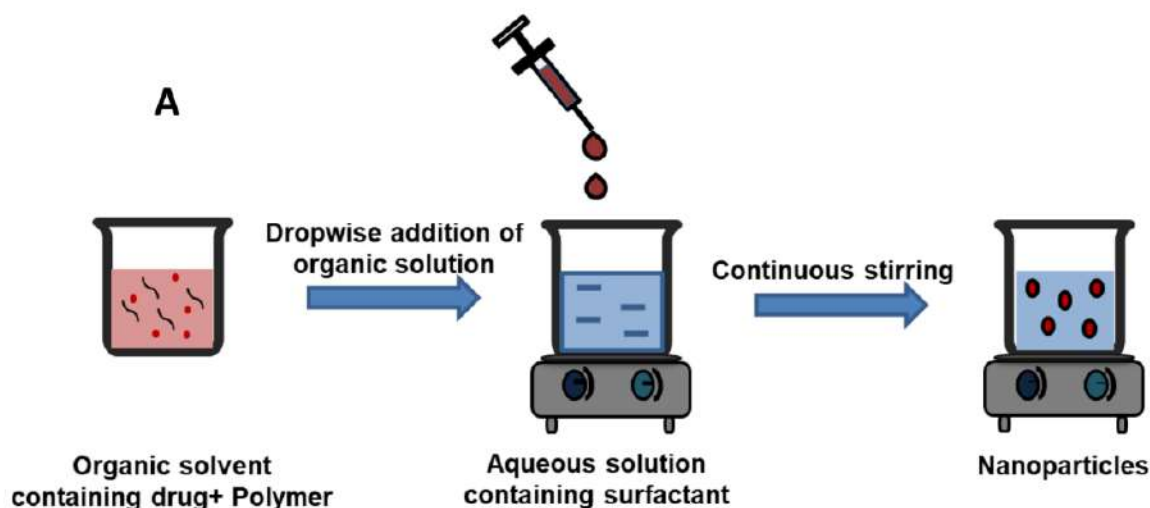 A
Dropwise addition of
organic solution
Continuous stirring
Organic solvent
containing drug+ Polymer
Aqueous solution
containing surfactant
Nanoparticles